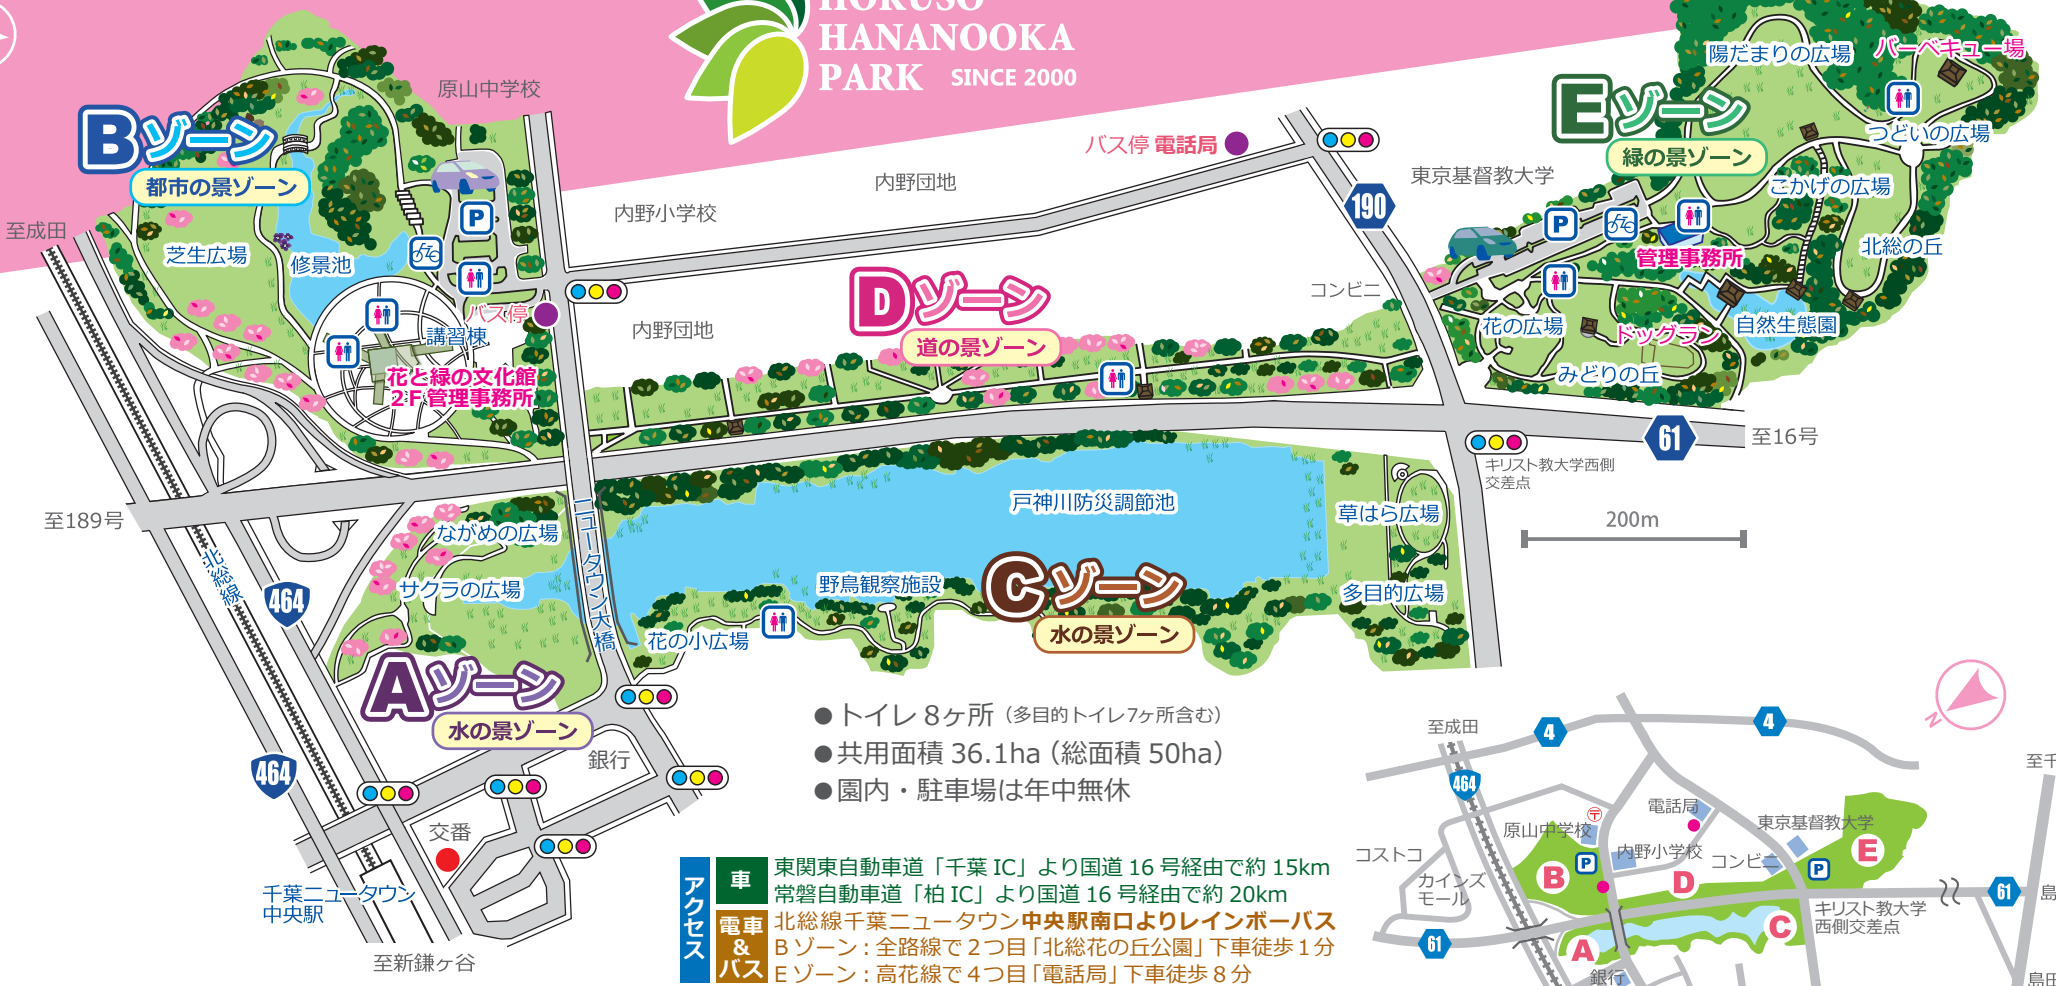 HORUSO
HANANOOKA
PARK SINCE 2000
Bゾーン
都市の景ゾーン
原山中学校
至成田
芝生広場
修景池
P
バス停
講習棟
花と緑の文化館
2F 管理事務所
内野小学校
内野団地
内野団地
バス停 電話局
190
コンビニ
Dゾーン
道の景ゾーン
東京基督教大学
Eゾーン
緑の景ゾーン
陽だまりの広場
バーベキュー場
つどいの広場
こかげの広場
北総の丘
P
管理事務所
花の広場
ドッグラン
自然生態園
みどりの丘
61
至16号
キリスト教大学西側
交差点
200m
至189号
北総線
464
464
ながめの広場
サクラの広場
ニュータウン大橋
Aゾーン
水の景ゾーン
戸神川防災調節池
野鳥観察施設
花の小広場
Cゾーン
水の景ゾーン
草はら広場
多目的広場
銀行
交番
千葉ニュータウン
中央駅
至新鎌ヶ谷
●トイレ 8ヶ所（多目的トイレ7ヶ所含む）
●共用面積 36.1ha（総面積 50ha）
●園内・駐車場は年中無休
アクセス
車
東関東自動車道「千葉 IC」より国道 16 号経由で約 15km
常磐自動車道「柏 IC」より国道 16 号経由で約 20km
電車
&
バス
北総線千葉ニュータウン中央駅南口よりレインボーバス
B ゾーン : 全路線で 2 つ目「北総花の丘公園」下車徒歩 1 分
E ゾーン : 高花線で 4 つ目「電話局」下車徒歩 8 分
N
至成田
4
4
464
原山中学校
〒
電話局
東京基督教大学
コストコ
カインズ
モール
P
内野小学校
コンビニ
P
B
D
E
A
C
61
61
キリスト教大学
西側交差点
銀行
至千
島
島田